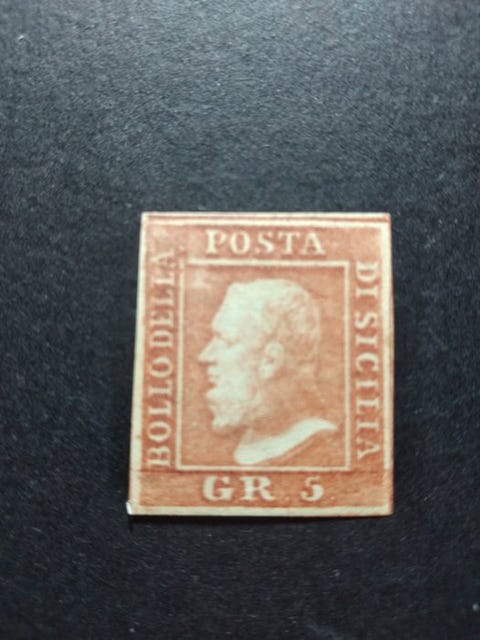 POSTA
BOLLO DELLA
DI SICILIA
GR. 5.